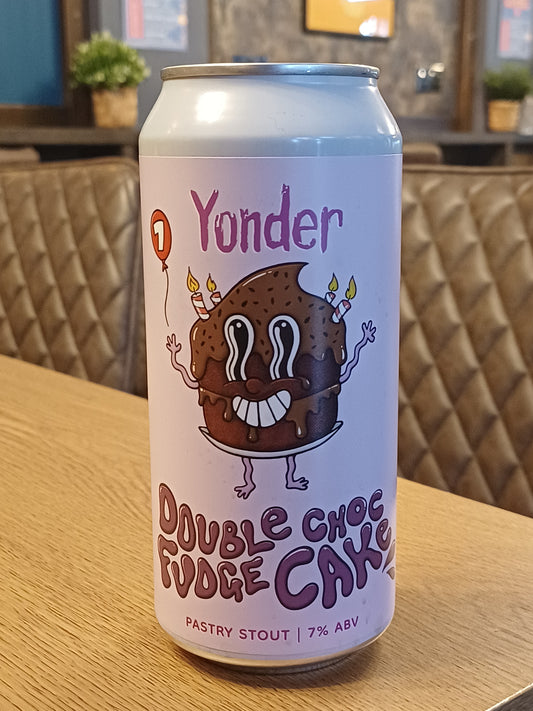 Yonder
1
DOUBLE CHOC
FUDGE CAKE
PASTRY STOUT | 7% ABV